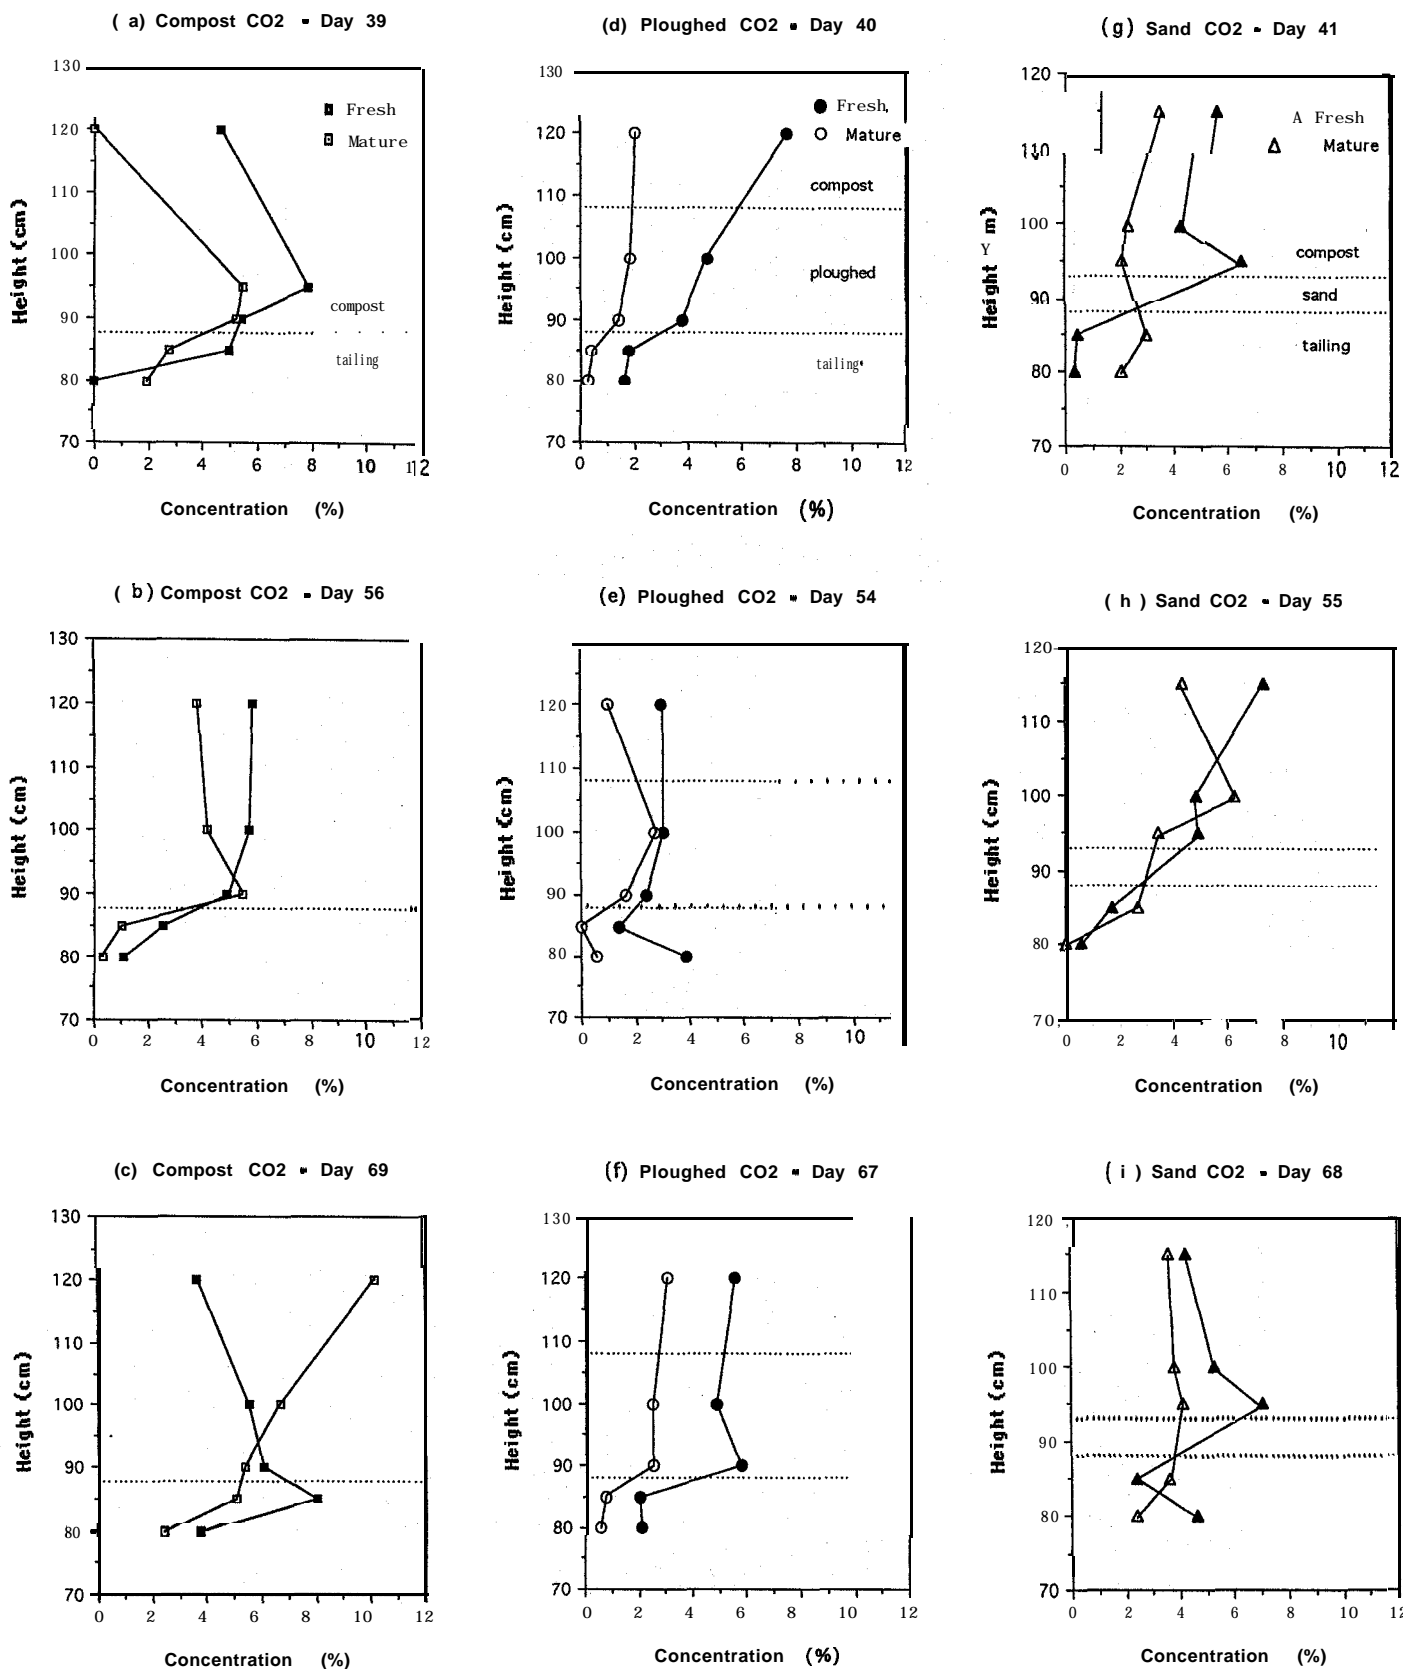 ( a) Compost CO2 - Day 39
130
120
110
100
90
80
70
Height (cm)
Fresh
Mature
compost
tailing
0 2 4 6 8 10 12
Concentration (%)
(d) Ploughed CO2 - Day 40
130
120
110
100
90
80
70
Height (cm)
Fresh,
Mature
compost
ploughed
tailing
0 2 4 6 8 10 12
Concentration (%)
(g) Sand CO2 - Day 41
120
110
100
90
80
70
Height Y m)
A Fresh
Mature
compost
sand
tailing
0 2 4 6 8 10 12
Concentration (%)
( b ) Compost CO2 - Day 56
130
120
110
100
90
80
70
Height (cm)
0 2 4 6 8 10 12
Concentration (%)
(e) Ploughed CO2 - Day 54
120
110
100
90
80
70
Height (cm)
0 2 4 6 8 10
Concentration (%)
( h ) Sand CO2 - Day 55
120
110
100
90
80
70
Height (cm)
0 2 4 6 8 10
Concentration (%)
(c) Compost CO2 - Day 69
130
120
110
100
90
80
70
Height (cm)
0 2 4 6 8 10 12
Concentration (%)
(f) Ploughed CO2 - Day 67
130
120
110
100
90
80
70
Height (cm)
0 2 4 6 8 10 12
Concentration (%)
( i ) Sand CO2 - Day 68
120
110
100
90
80
70
Height (cm)
0 2 4 6 8 10 12
Concentration (%)